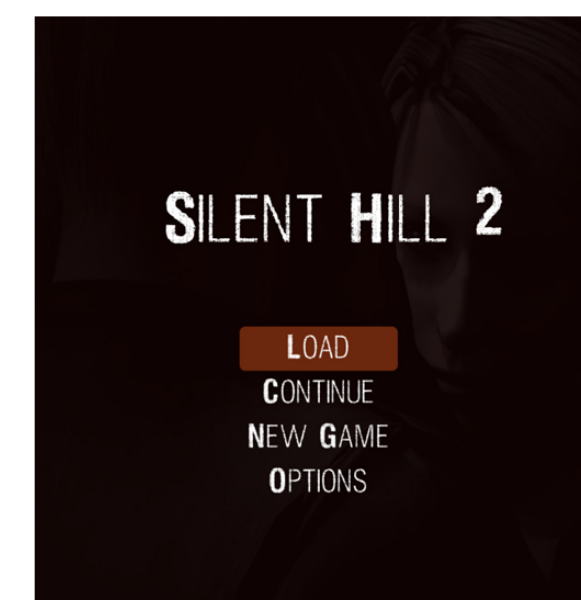 SILENT HILL 2
LOAD
CONTINUE
NEW GAME
OPTIONS